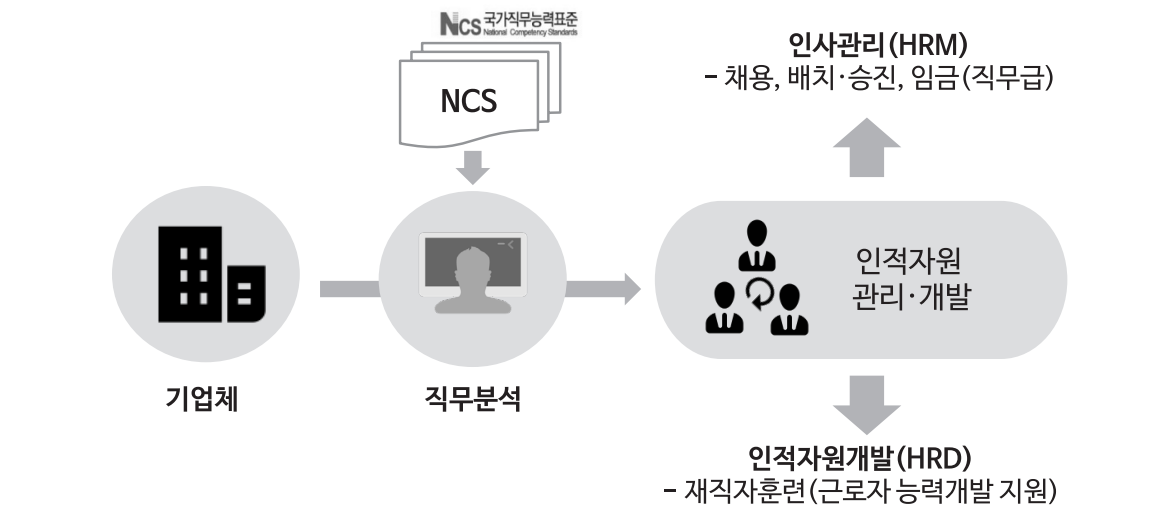 NCS 국가직무능력표준
National Competency Standards
NCS
인사관리(HRM)
- 채용, 배치·승진, 임금(직무급)
인적자원
관리·개발
기업체
직무분석
인적자원개발(HRD)
- 재직자훈련(근로자 능력개발 지원)